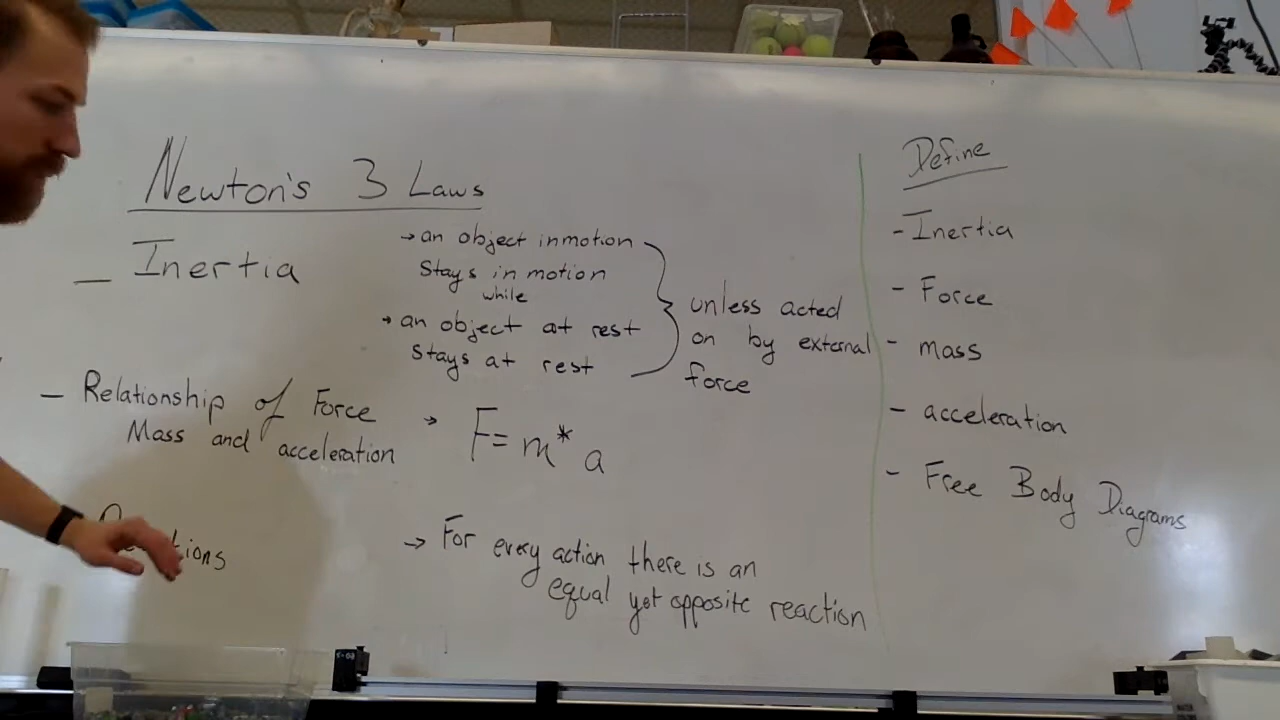 Newton's 3 Laws
- Inertia
→ an object in motion
stays in motion
while
→ an object at rest
stays at rest
unless acted
on by external
force
- Relationship of Force
Mass and acceleration
→ F = m * a
→ For every action there is an
equal yet opposite reaction
Define
- Inertia
- Force
- mass
- acceleration
- Free Body Diagrams